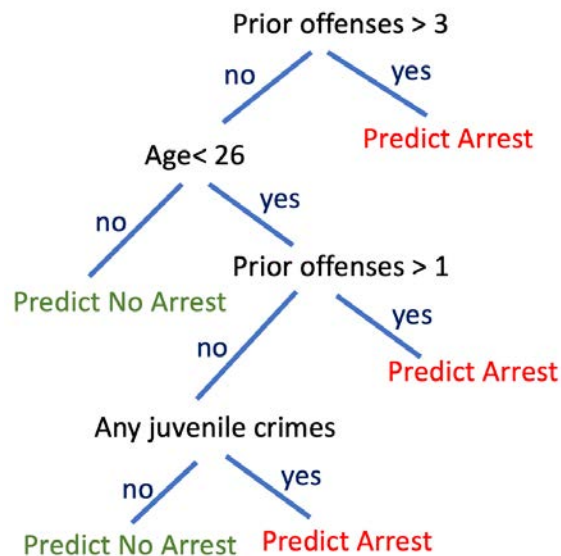 Prior offenses > 3
no
yes
Predict Arrest
Age< 26
no
yes
Predict No Arrest
Prior offenses > 1
no
yes
Predict Arrest
Any juvenile crimes
no
yes
Predict No Arrest
Predict Arrest